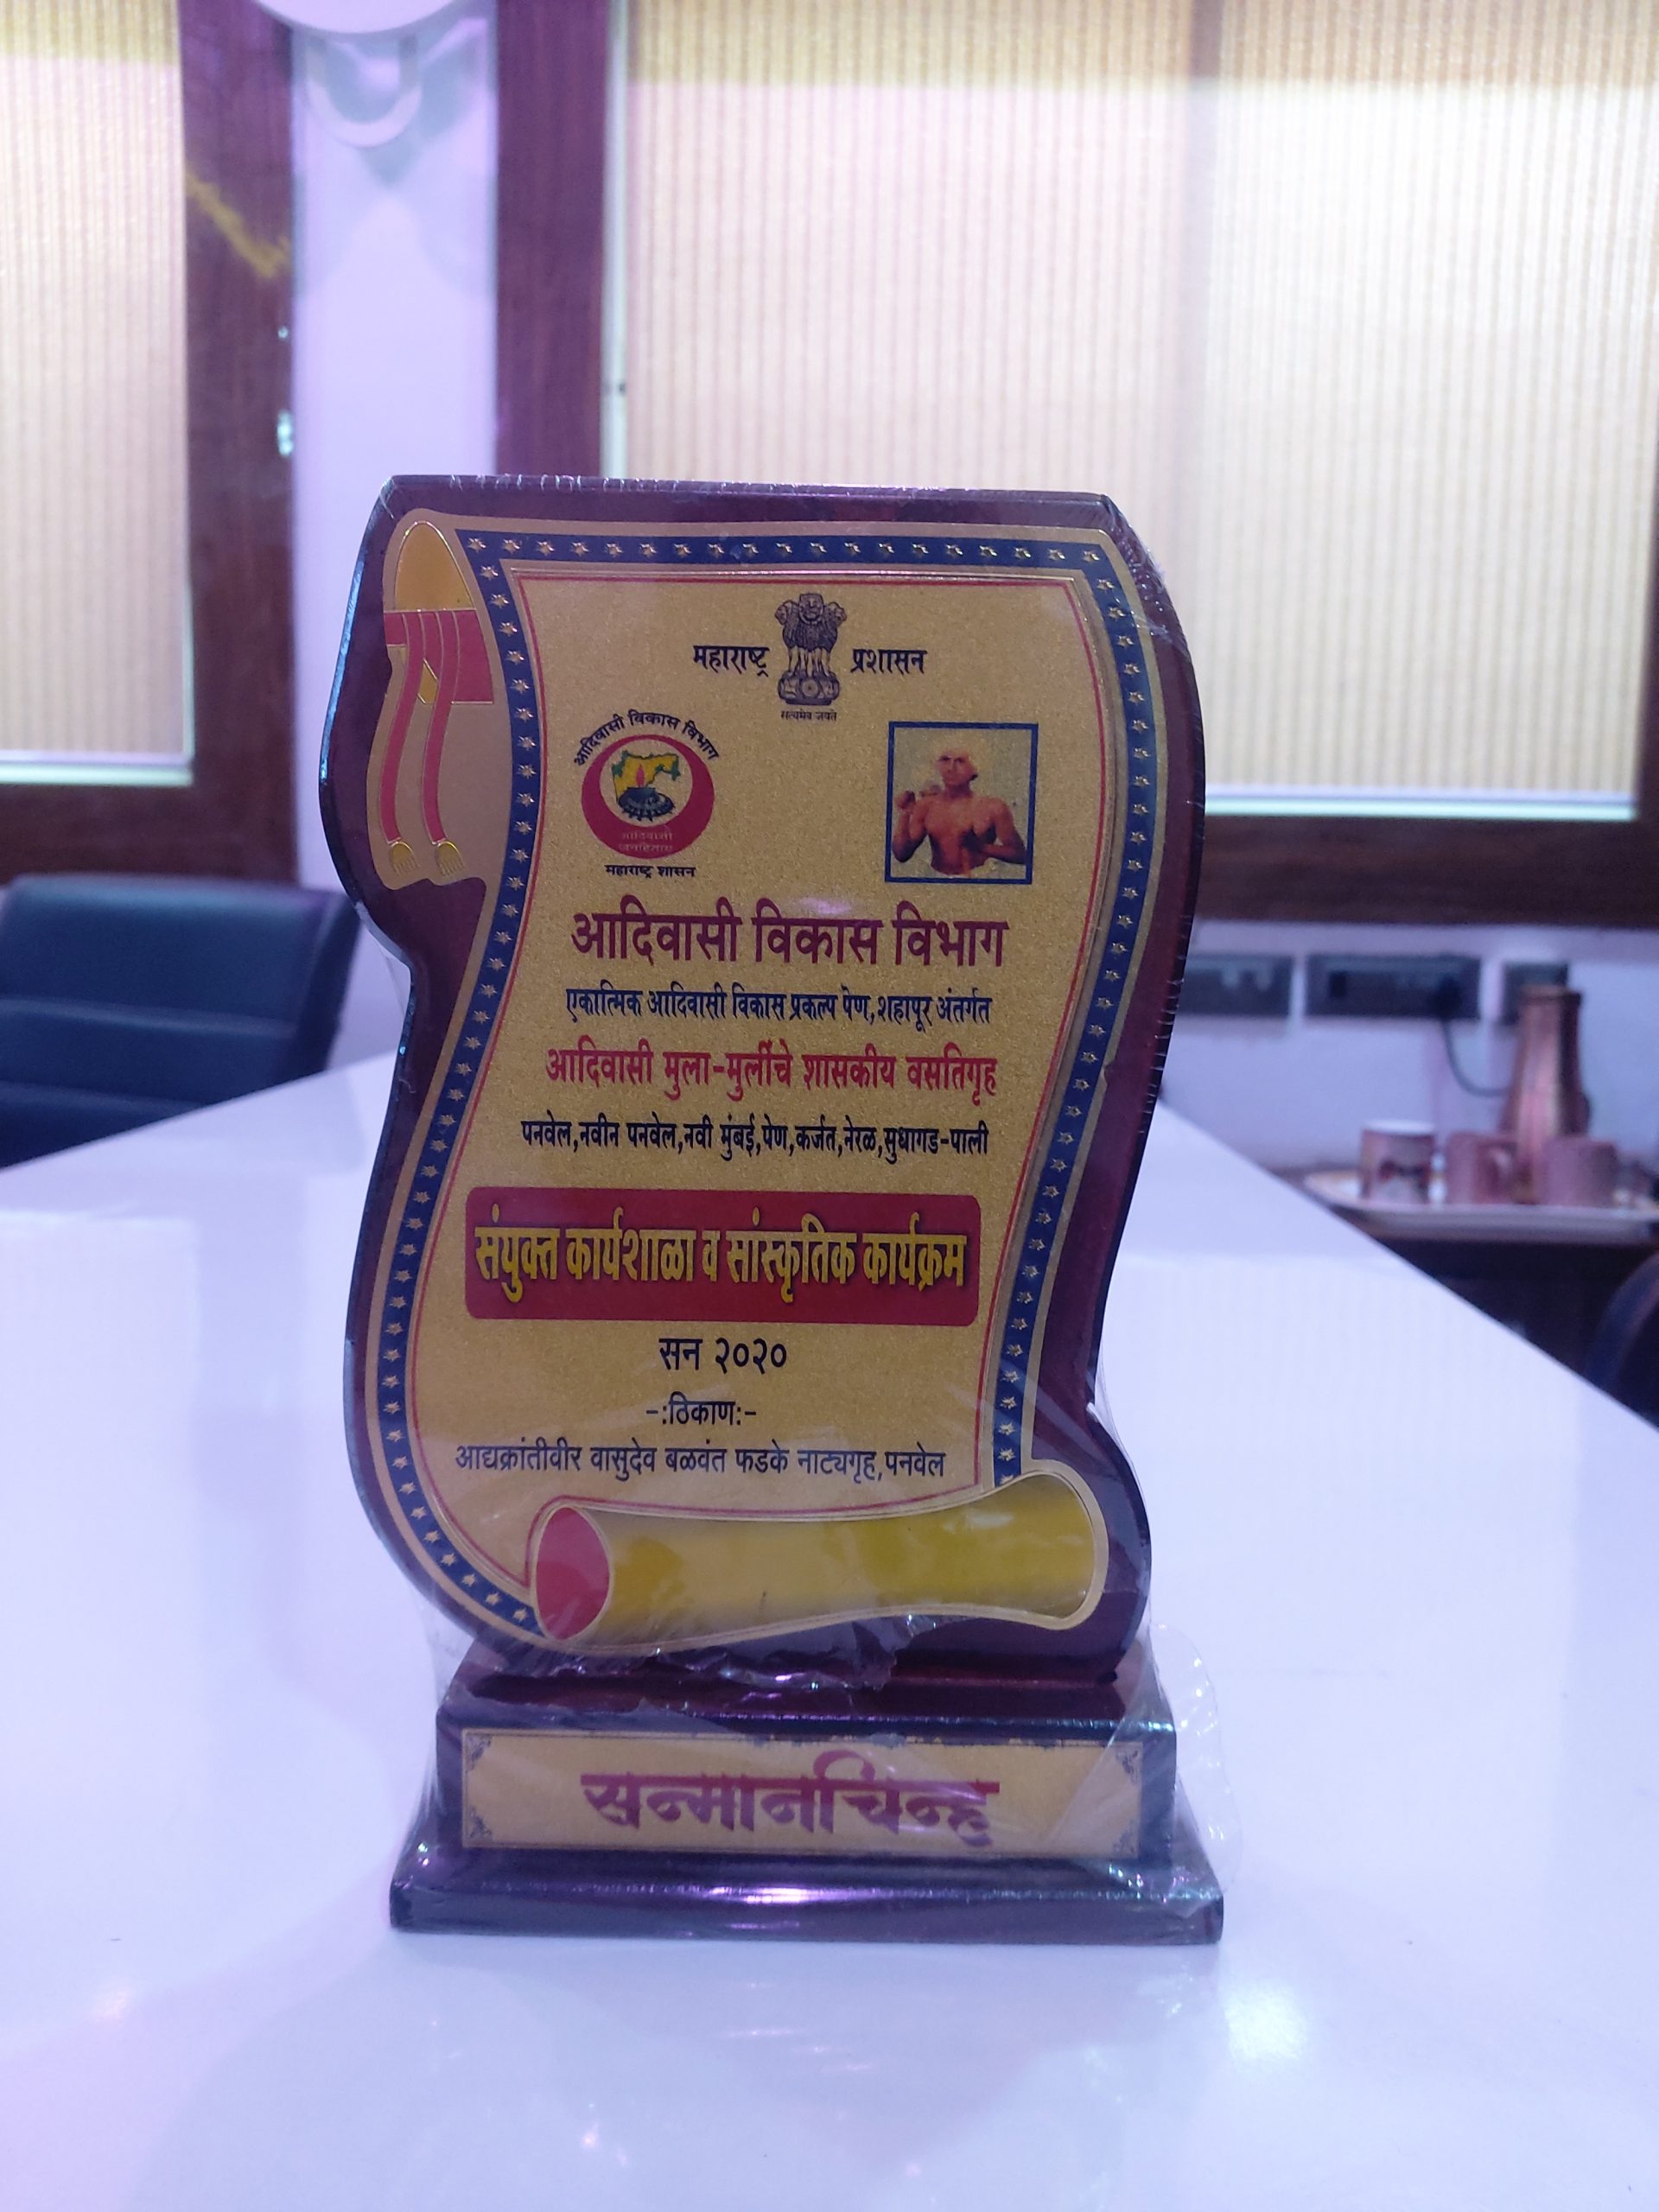 महाराष्ट्र प्रशासन
सत्यमेव जयते
आदिवासी विकास विभाग
महाराष्ट्र शासन
आदिवासी विकास विभाग
एकात्मिक आदिवासी विकास प्रकल्प पेण,शहापूर अंतर्गत
आदिवासी मुला-मुलींचे शासकीय वसतिगृह
पनवेल,नवीन पनवेल,नवी मुंबई,पेण,कर्जत,नेरळ,सुधागड-पाली
संयुक्त कार्यशाळा व सांस्कृतिक कार्यक्रम
सन २०२०
-:ठिकाण:-
आद्यक्रांतीवीर वासुदेव बळवंत फडके नाट्यगृह,पनवेल
सन्मानचिन्ह